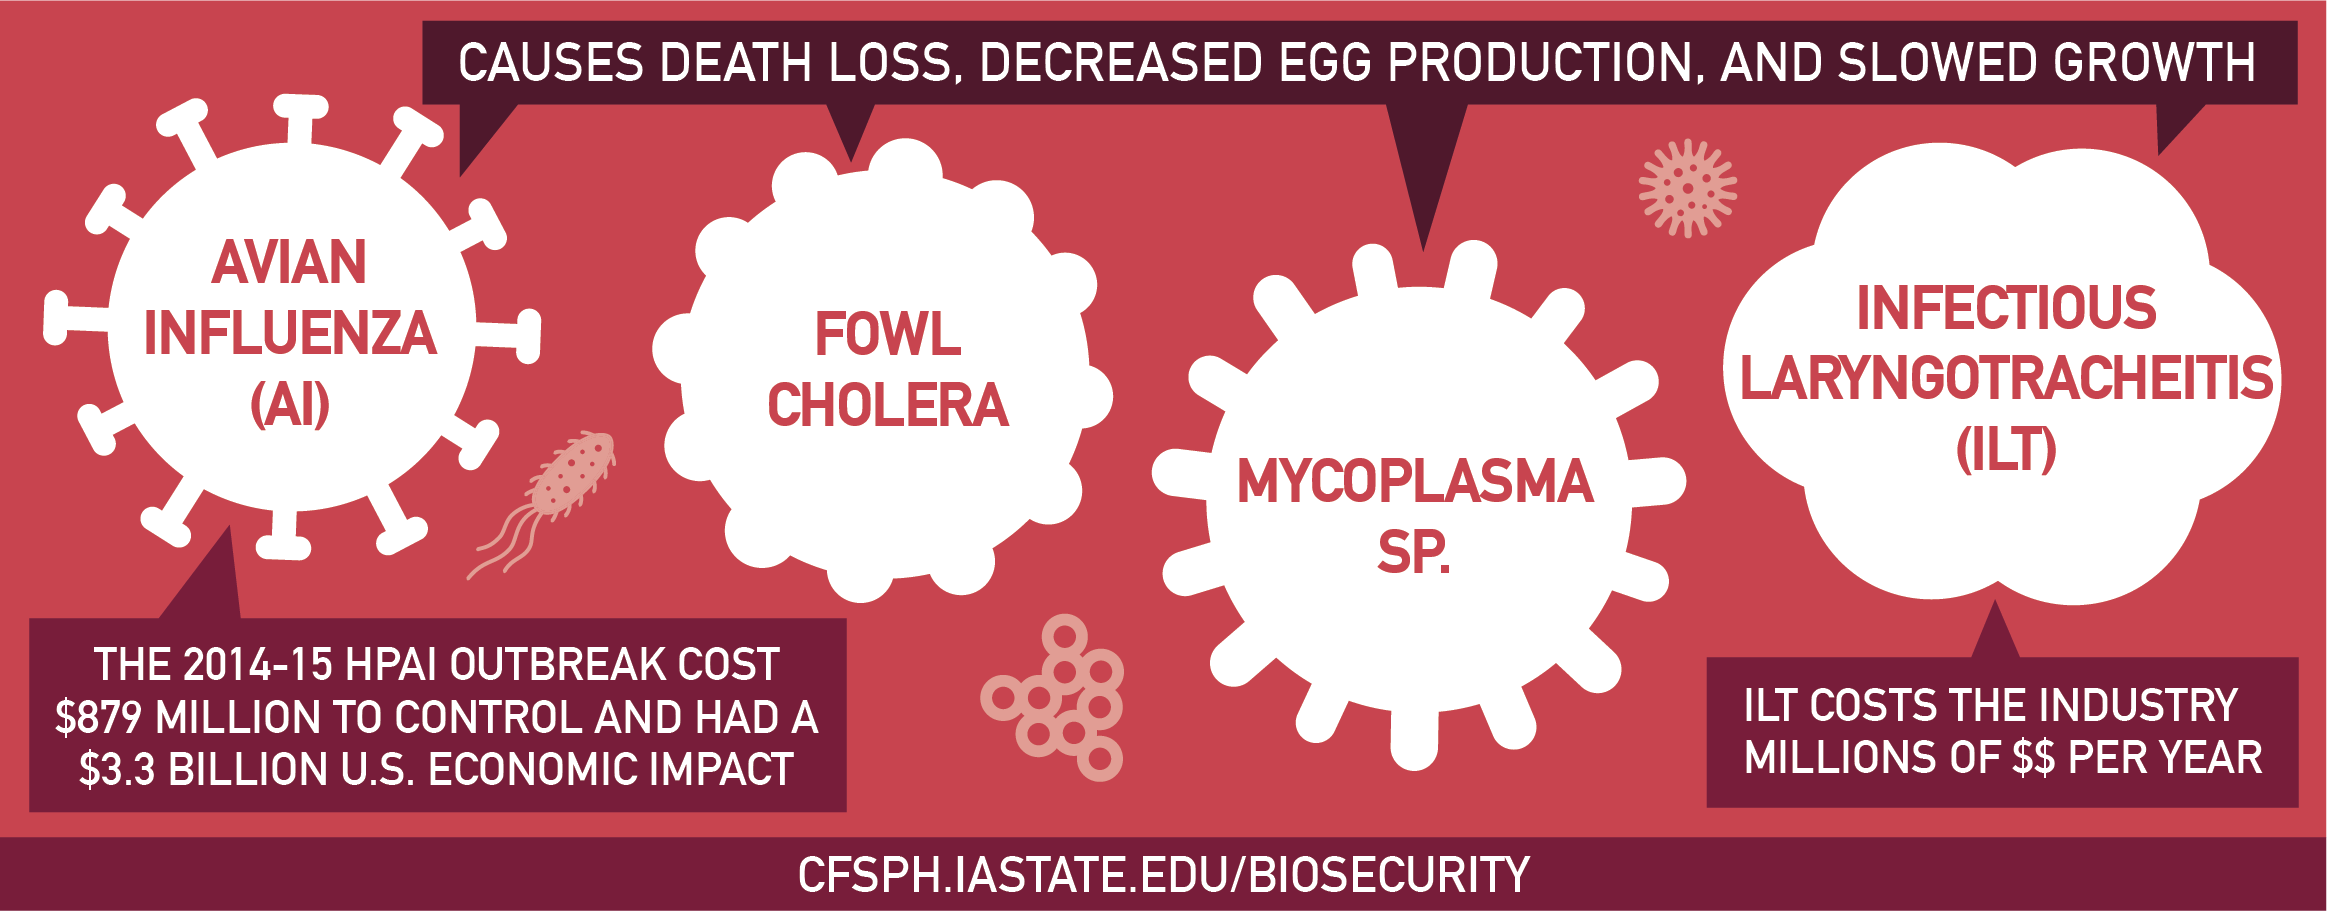 CAUSES DEATH LOSS, DECREASED EGG PRODUCTION, AND SLOWED GROWTH
AVIAN
INFLUENZA
(AI)
FOWL
CHOLERA
MYCOPLASMA
SP.
INFECTIOUS
LARYNGOTRACHEITIS
(ILT)
THE 2014-15 HPAI OUTBREAK COST
$879 MILLION TO CONTROL AND HAD A
$3.3 BILLION U.S. ECONOMIC IMPACT
ILT COSTS THE INDUSTRY
MILLIONS OF $$ PER YEAR
CFSPH.IASTATE.EDU/BIOSECURITY